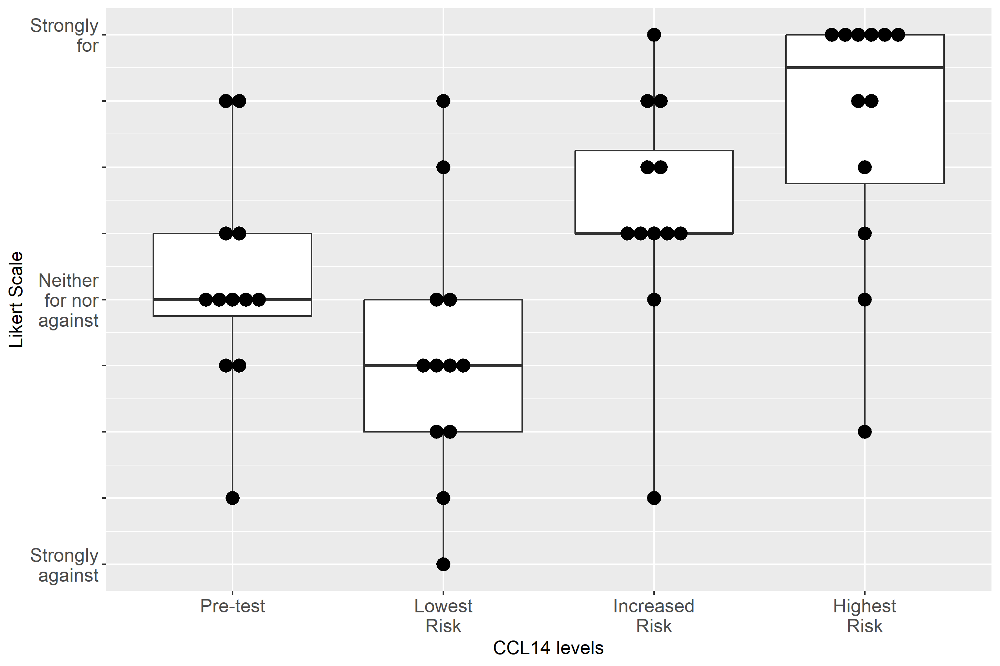 Strongly
for
Neither
for nor
against
Strongly
against
Likert Scale
Pre-test
Lowest
Risk
Increased
Risk
Highest
Risk
CCL14 levels